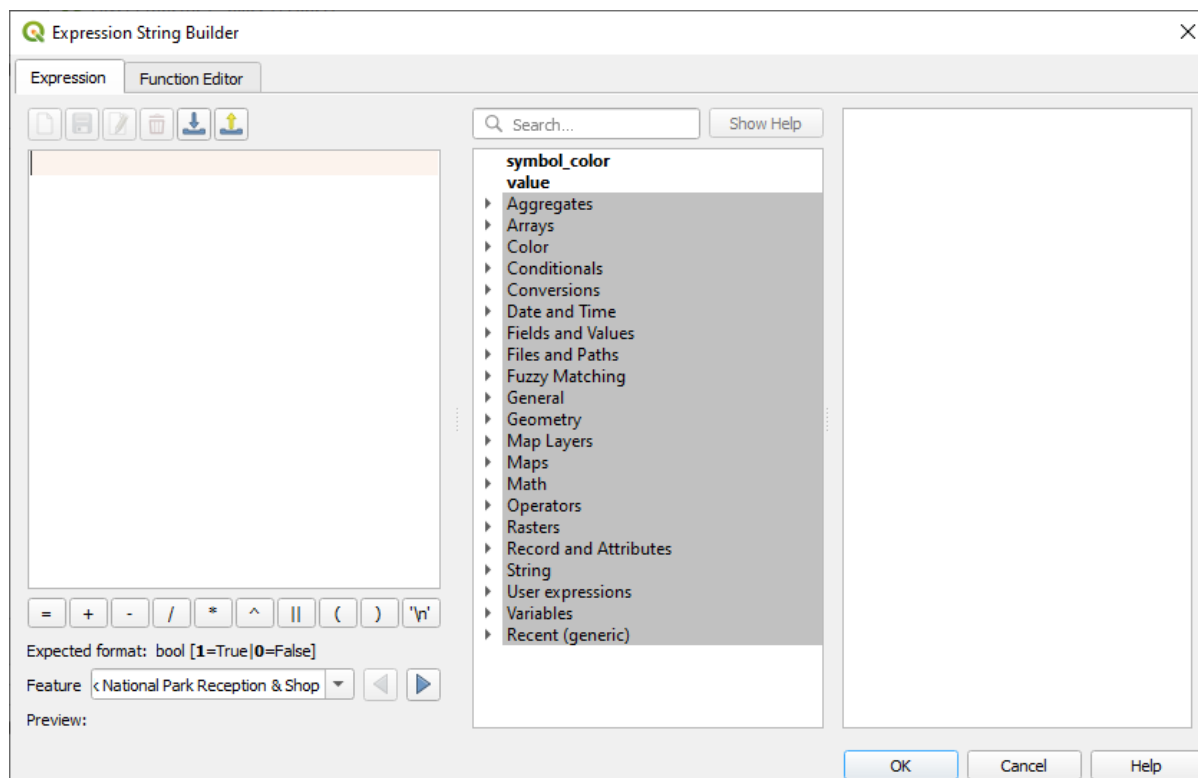 Expression String Builder
Expression
Function Editor
Search...
Show Help
symbol_color
value
Aggregates
Arrays
Color
Conditionals
Conversions
Date and Time
Fields and Values
Files and Paths
Fuzzy Matching
General
Geometry
Map Layers
Maps
Math
Operators
Rasters
Record and Attributes
String
User expressions
Variables
Recent (generic)
= + - / * ^ || ( ) '\n'
Expected format: bool [1=True|0=False]
Feature National Park Reception & Shop
Preview:
OK Cancel Help